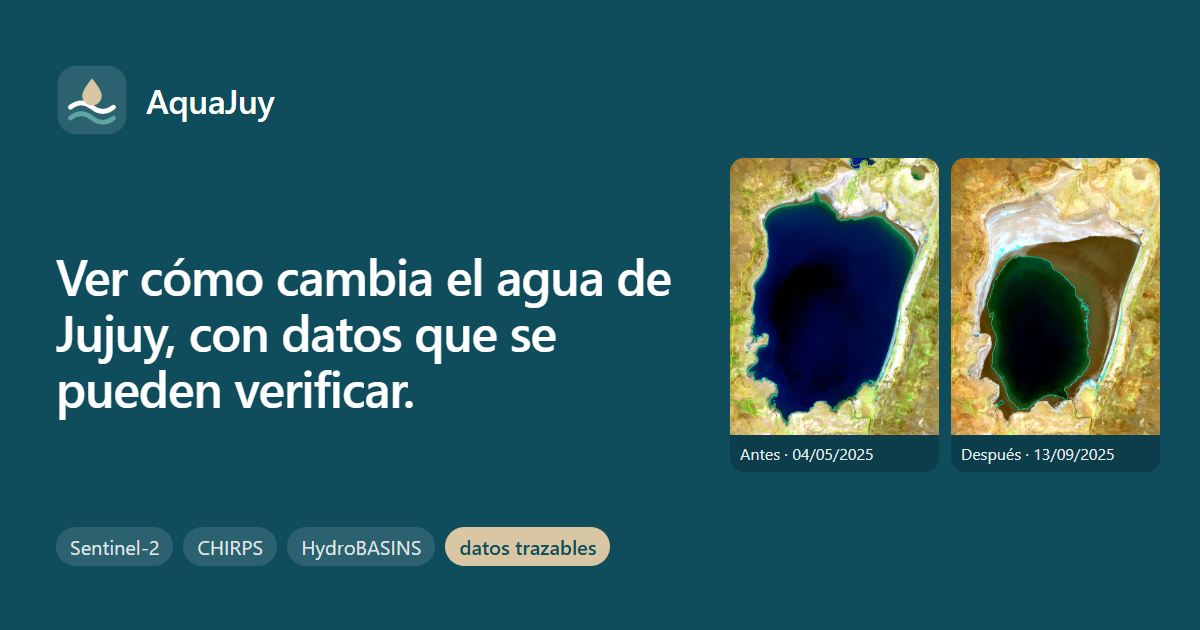 AquaJuy
Ver cómo cambia el agua de
Jujuy, con datos que se
pueden verificar.
Antes · 04/05/2025
Después · 13/09/2025
Sentinel-2
CHIRPS
HydroBASINS
datos trazables